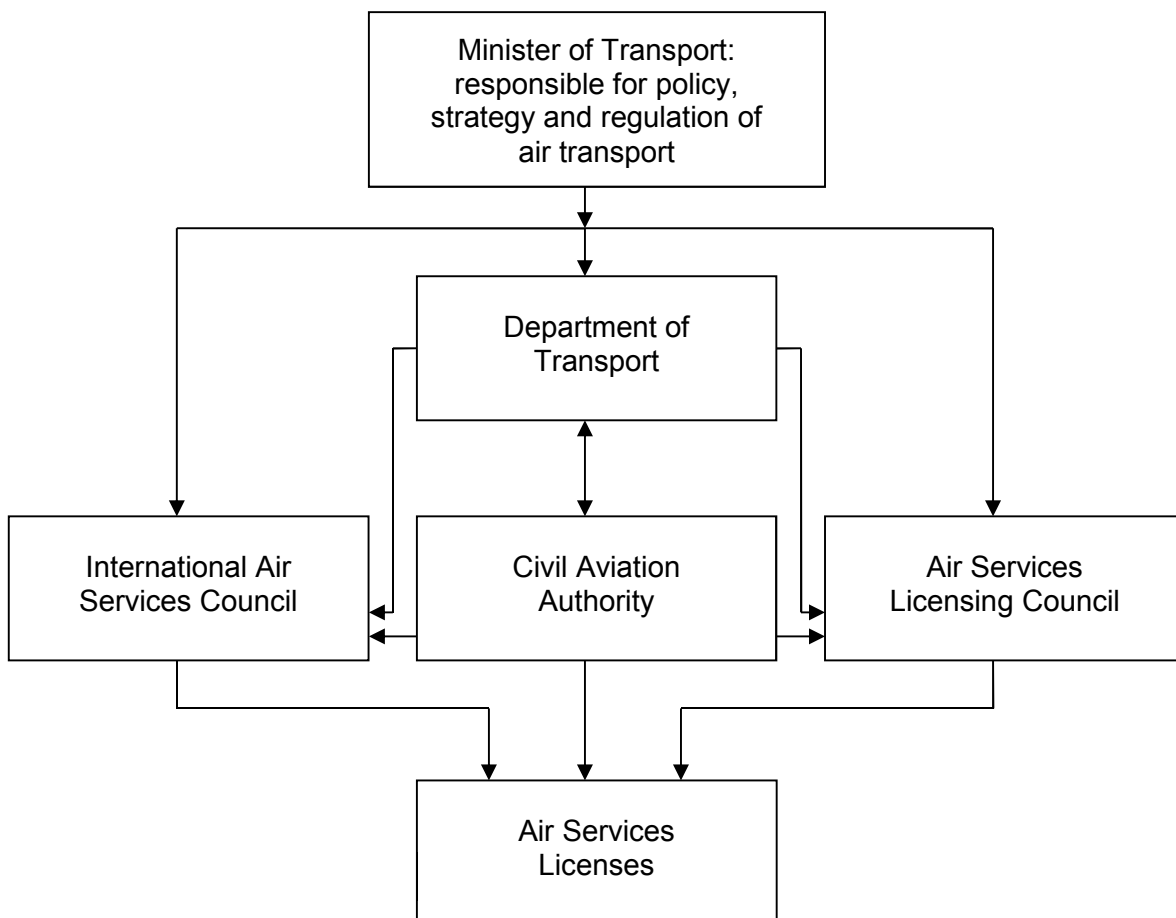 Minister of Transport:
responsible for policy,
strategy and regulation of
air transport
Department of
Transport
International Air
Services Council
Civil Aviation
Authority
Air Services
Licensing Council
Air Services
Licenses